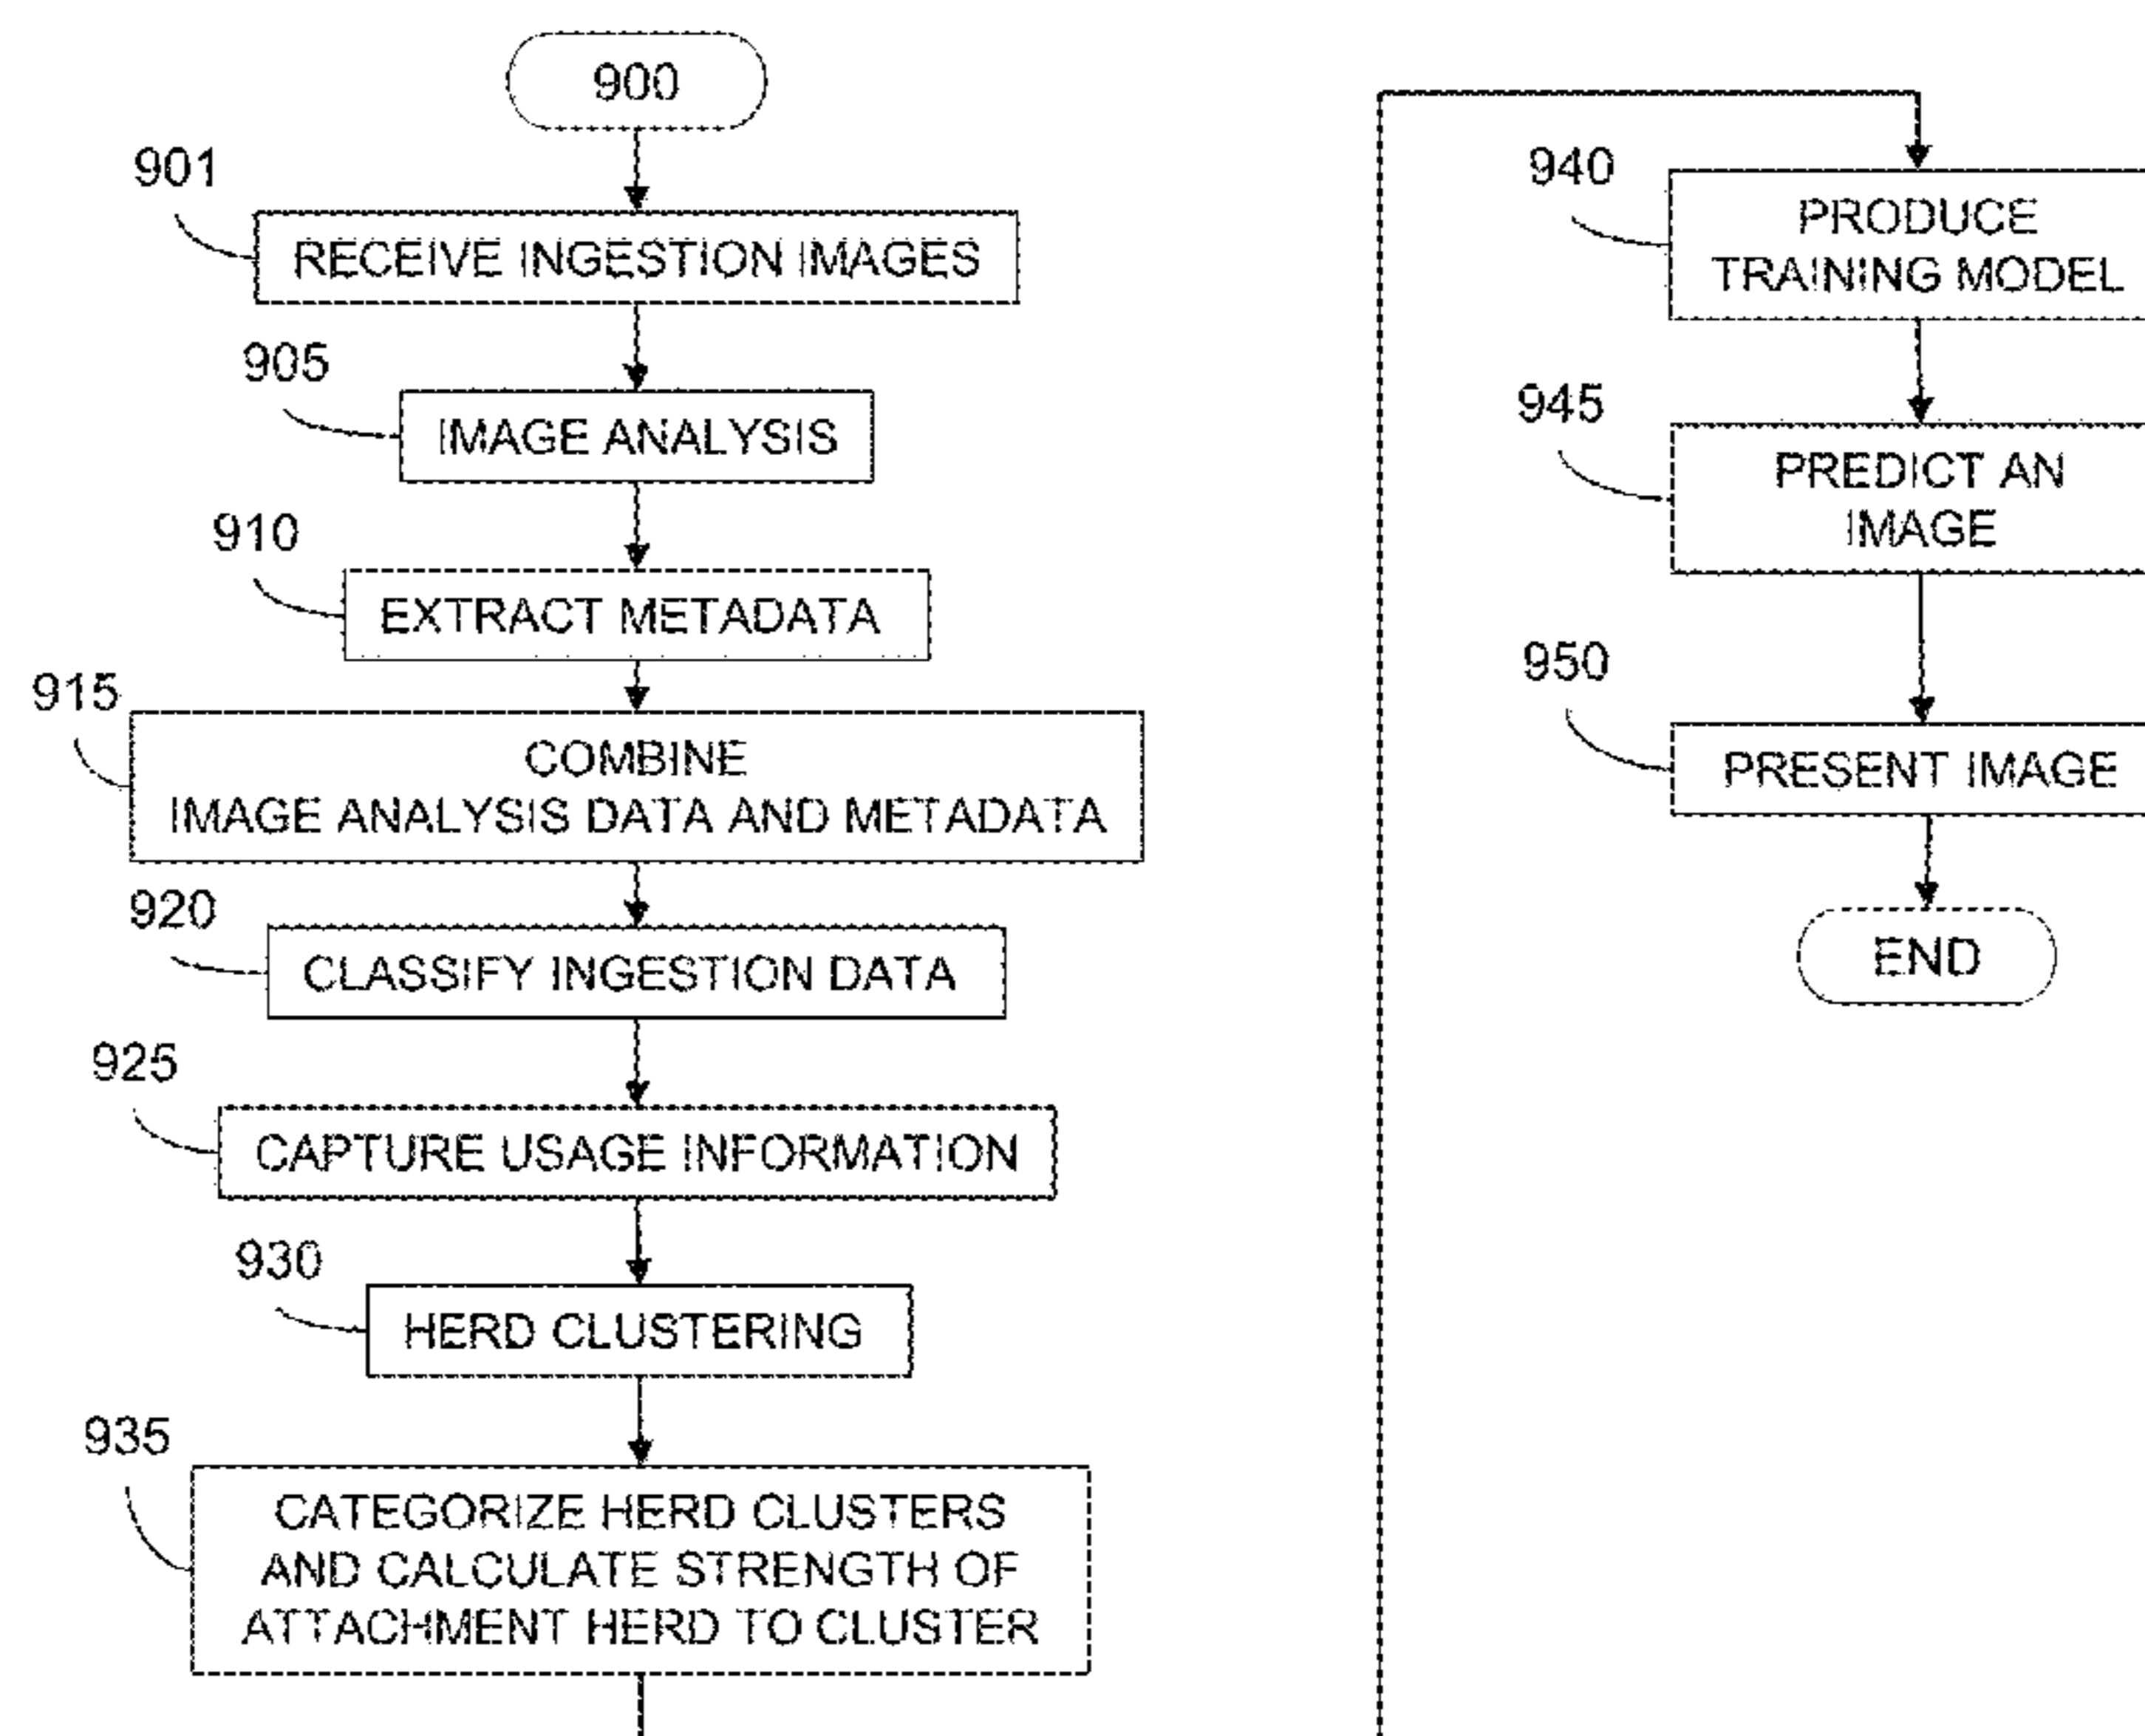 900
901
RECEIVE INGESTION IMAGES
905
IMAGE ANALYSIS
910
EXTRACT METADATA
915
COMBINE
IMAGE ANALYSIS DATA AND METADATA
920
CLASSIFY INGESTION DATA
925
CAPTURE USAGE INFORMATION
930
HERD CLUSTERING
935
CATEGORIZE HERD CLUSTERS
AND CALCULATE STRENGTH OF
ATTACHMENT HERD TO CLUSTER
940
PRODUCE
TRAINING MODEL
945
PREDICT AN
IMAGE
950
PRESENT IMAGE
END